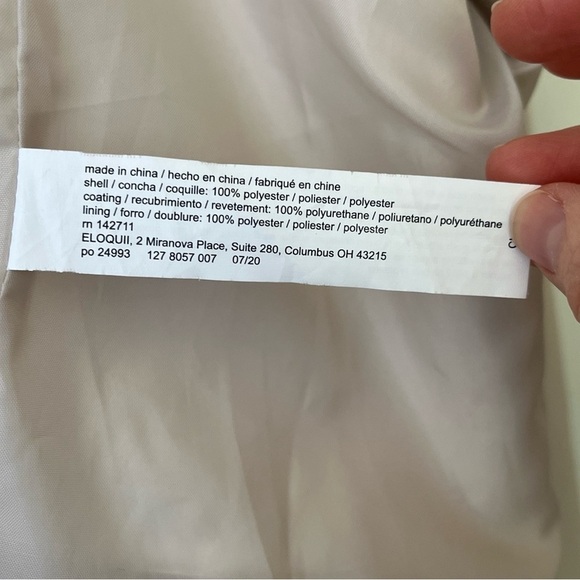 made in china / hecho en china / fabriqué en chine
shell / concha / coquille: 100% polyester / poliester / polyester
coating / recubrimiento / revetement: 100% polyurethane / poliuretano / polyuréthane
lining / forro / doublure: 100% polyester / poliester / polyester
rn 142711
ELOQUII, 2 Miranova Place, Suite 280, Columbus OH 43215
po 24993 127 8057 007 07/20